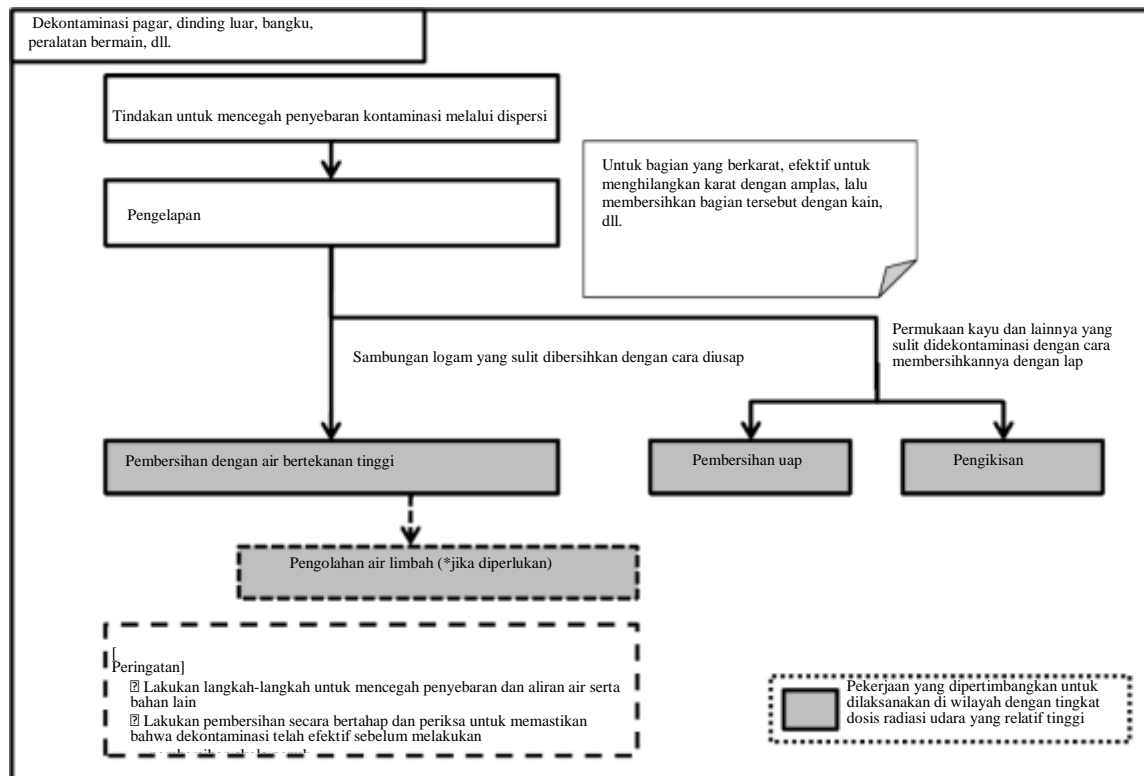 Dekontaminasi pagar, dinding luar, bangku,
peralatan bermain, dll.
Tindakan untuk mencegah penyebaran kontaminasi melalui dispersi
Pengelapan
Untuk bagian yang berkarat, efektif untuk
menghilangkan karat dengan amplas, lalu
membersihkan bagian tersebut dengan kain,
dll.
Sambungan logam yang sulit dibersihkan dengan cara diusap
Permukaan kayu dan lainnya yang
sulit didekontaminasi dengan cara
membersihkannya dengan lap
Pembersihan dengan air bertekanan tinggi
Pembersihan uap
Pengikisan
Pengolahan air limbah (*jika diperlukan)
[
Peringatan]
Lakukan langkah-langkah untuk mencegah penyebaran dan aliran air serta
bahan lain
Lakukan pembersihan secara bertahap dan periksa untuk memastikan
bahwa dekontaminasi telah efektif sebelum melakukan
Pekerjaan yang dipertimbangkan untuk
dilaksanakan di wilayah dengan tingkat
dosis radiasi udara yang relatif tinggi